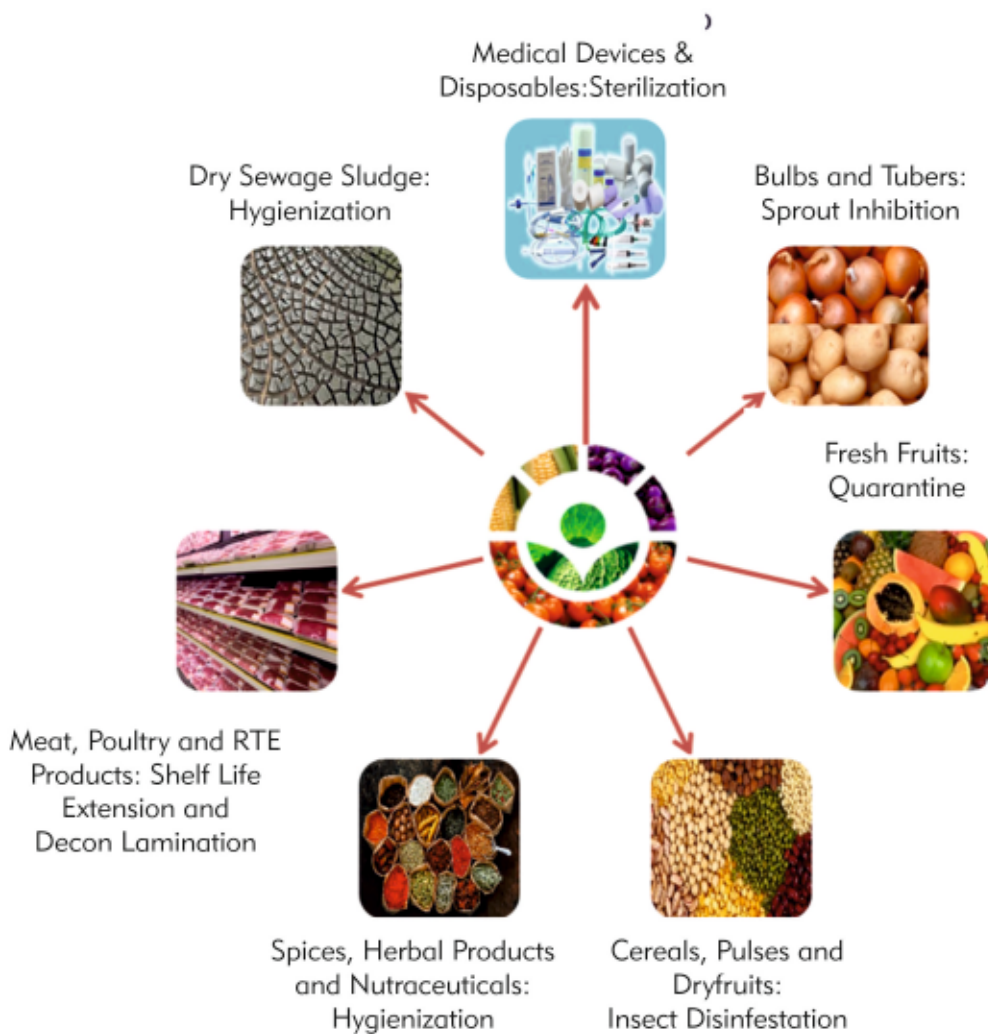 Medical Devices &
Disposables:Sterilization
Dry Sewage Sludge:
Hygienization
Bulbs and Tubers:
Sprout Inhibition
Fresh Fruits:
Quarantine
Meat, Poultry and RTE
Products: Shelf Life
Extension and
Decon Lamination
Spices, Herbal Products
and Nutraceuticals:
Hygienization
Cereals, Pulses and
Dryfruits:
Insect Disinfestation